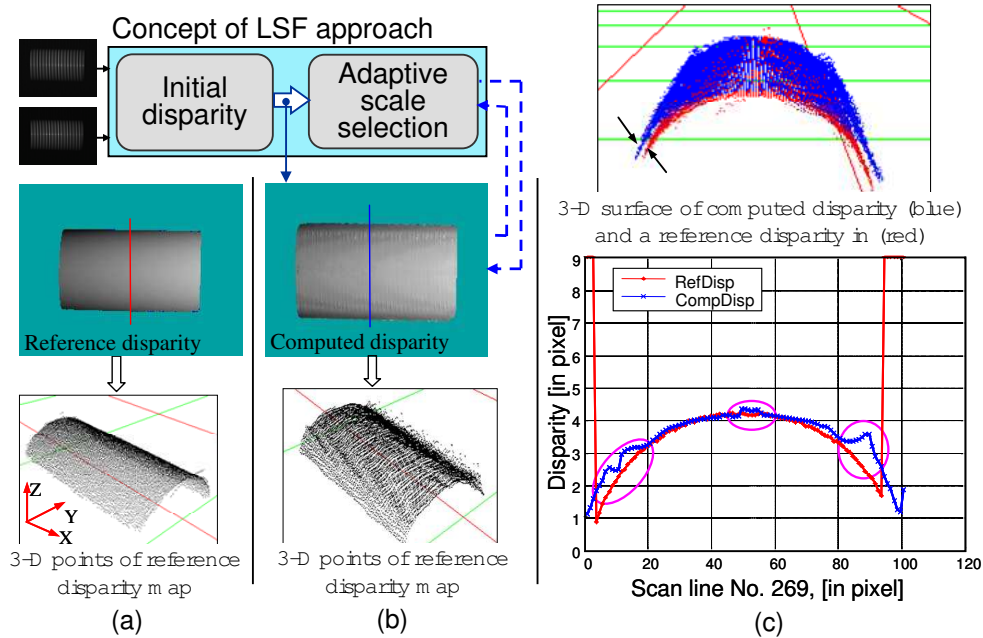 Concept of LSF approach
Initial
disparity
Adaptive
scale
selection
Reference disparity
Computed disparity
Z
Y
X
3-D points of reference
disparity map
(a)
3-D points of reference
disparity map
(b)
3-D surface of computed disparity (blue)
and a reference disparity in (red)
RefDisp
CompDisp
Disparity [in pixel]
9
8
7
6
5
4
3
2
1
0
0
20
40
60
80
100
120
Scan line No. 269, [in pixel]
(c)